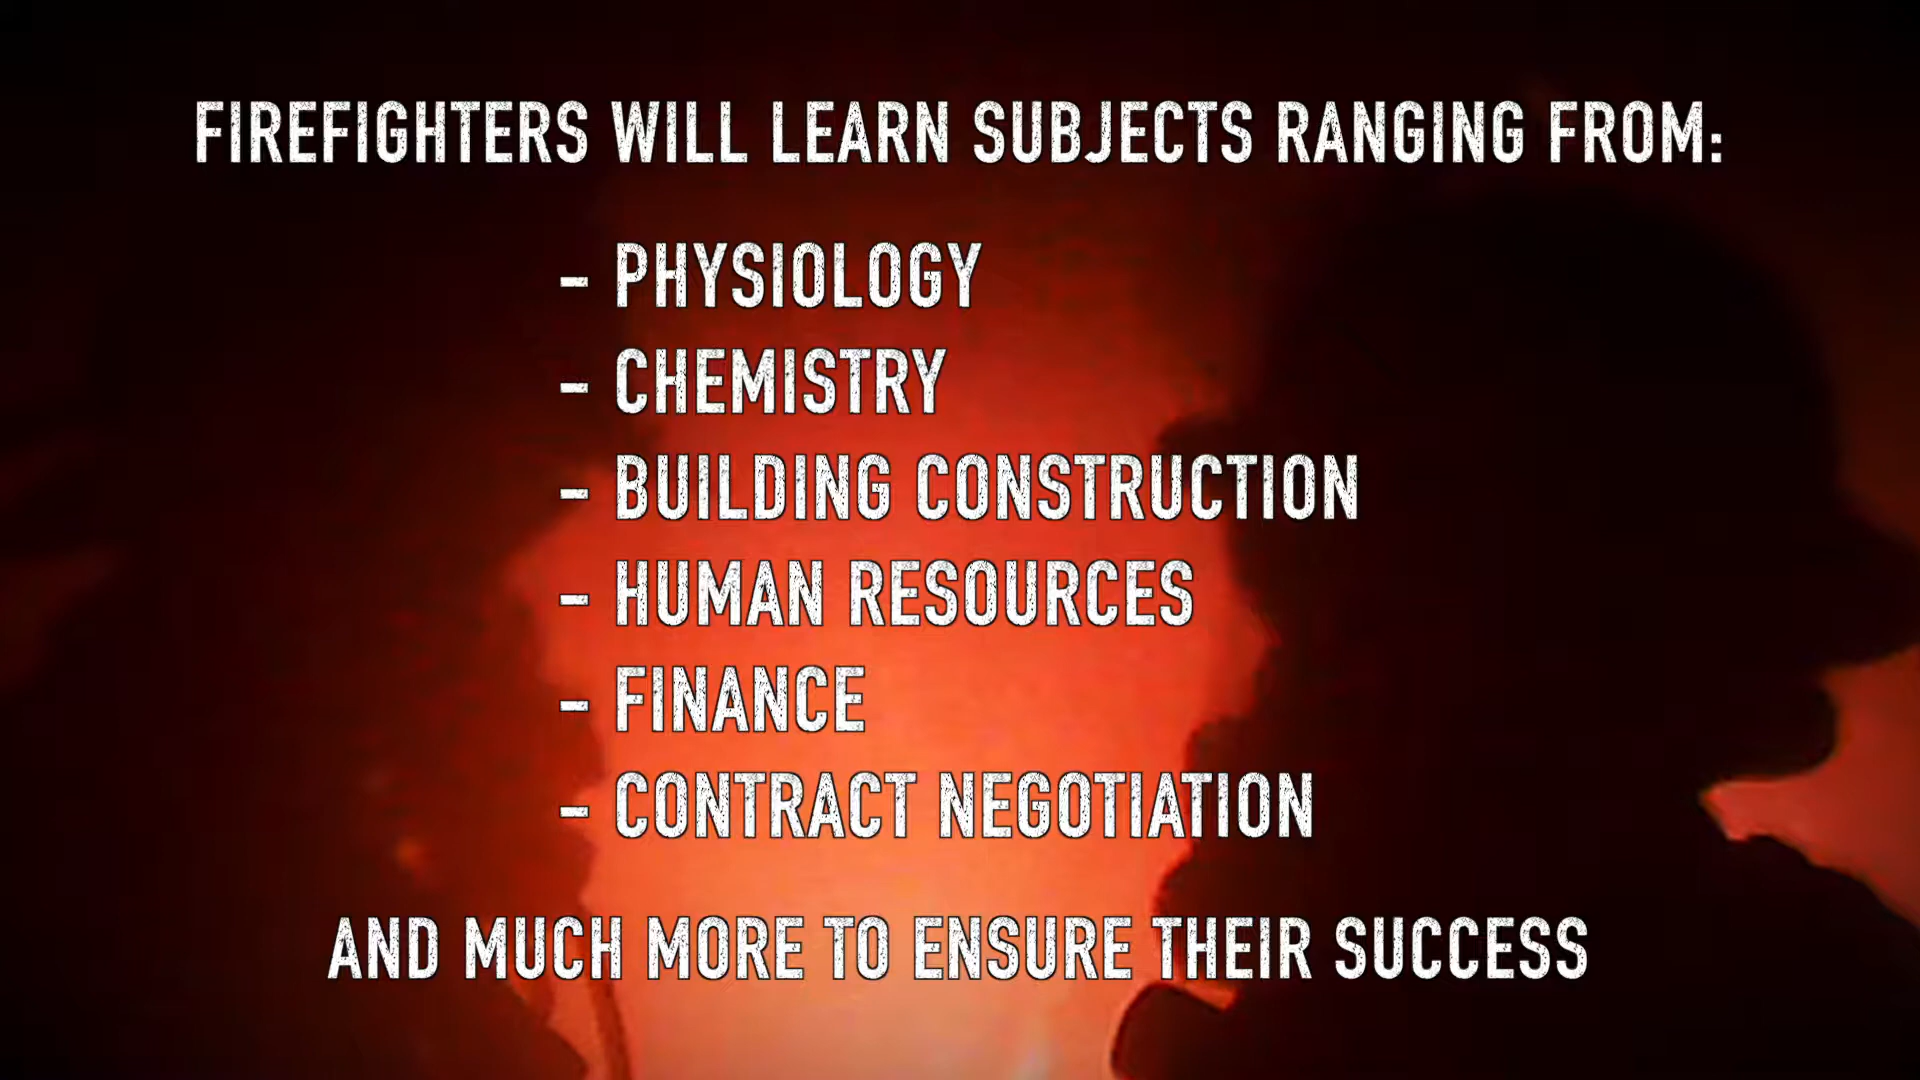 FIREFIGHTERS WILL LEARN SUBJECTS RANGING FROM:
- PHYSIOLOGY
- CHEMISTRY
- BUILDING CONSTRUCTION
- HUMAN RESOURCES
- FINANCE
- CONTRACT NEGOTIATION
AND MUCH MORE TO ENSURE THEIR SUCCESS